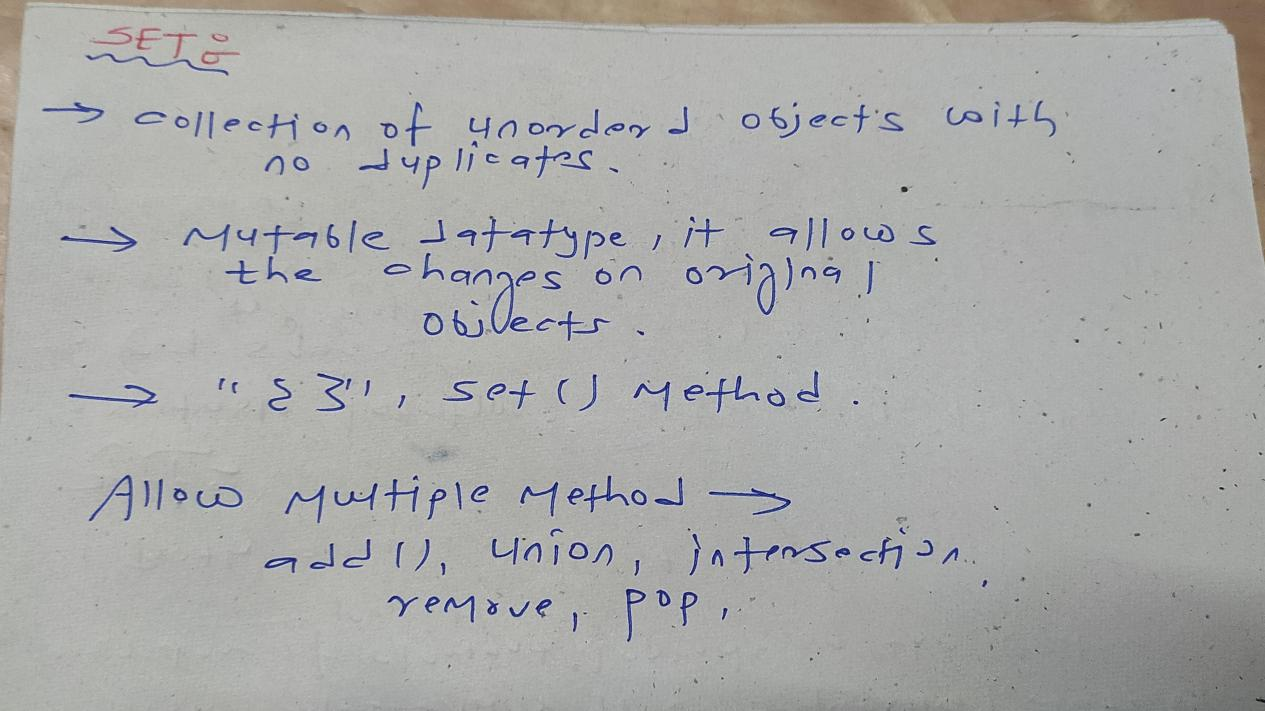 SET:
→ collection of unorderd objects with
no duplicates.
→ Mutable datatype, it allows
the changes on original
objects.
→ "{ }", set() Method.
Allow Multiple Method →
add(), union, intersection,
remove, pop,